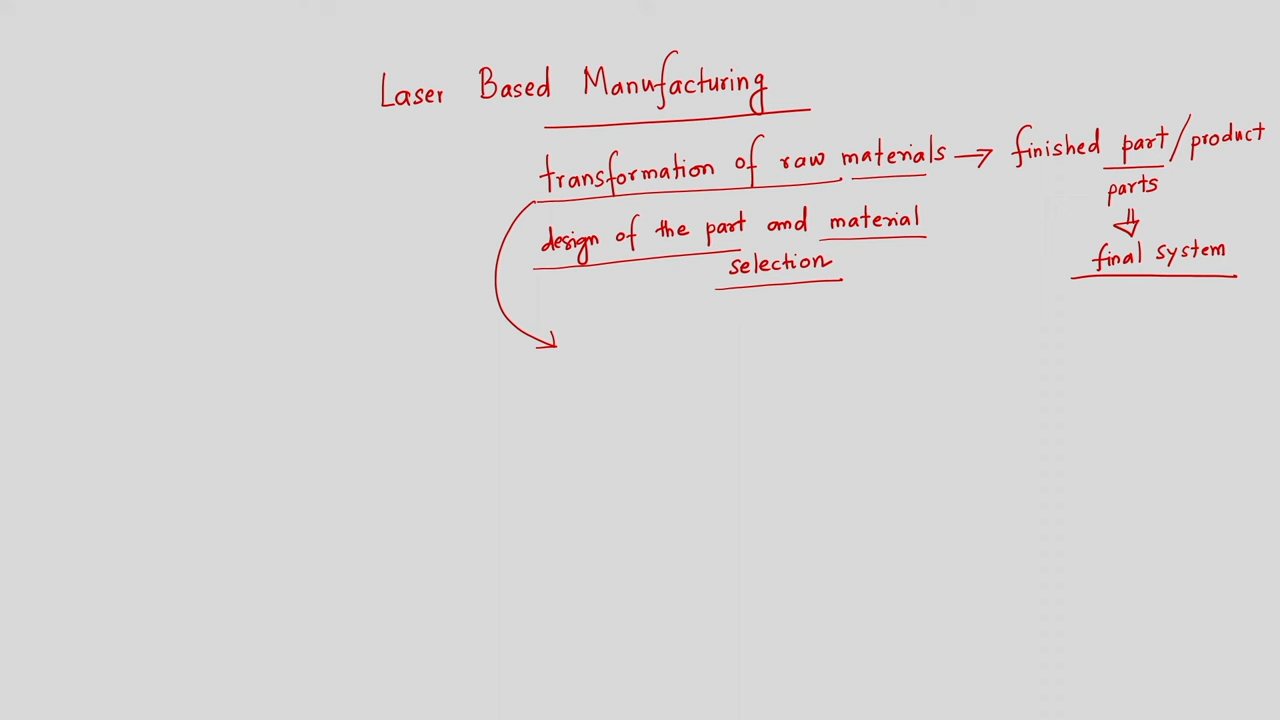 Laser Based Manufacturing
transformation of raw materials → finished part/product
parts
⇓
design of the part and material
selection
final system